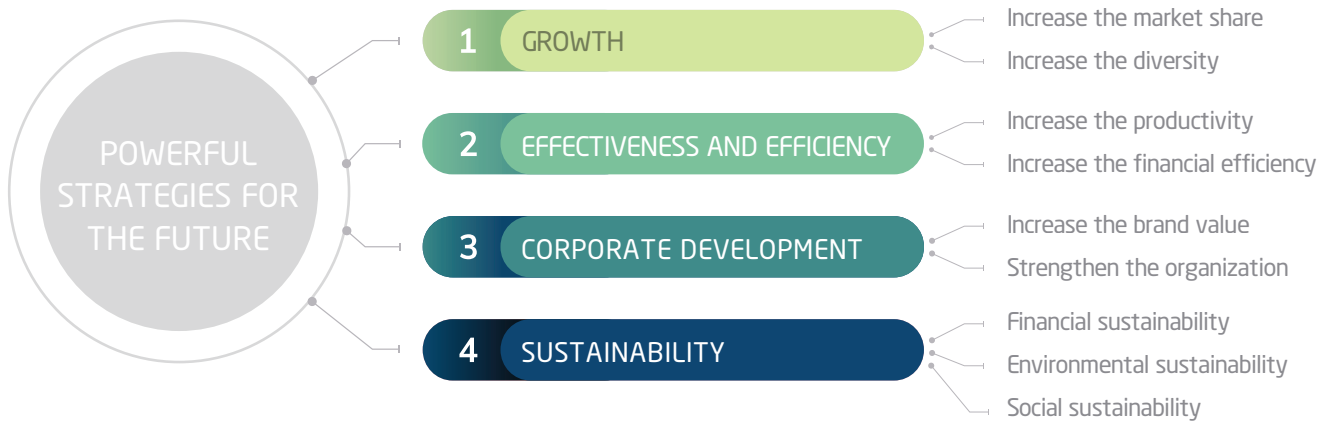 POWERFUL
STRATEGIES FOR
THE FUTURE
1 GROWTH
Increase the market share
Increase the diversity
2 EFFECTIVENESS AND EFFICIENCY
Increase the productivity
Increase the financial efficiency
3 CORPORATE DEVELOPMENT
Increase the brand value
Strengthen the organization
4 SUSTAINABILITY
Financial sustainability
Environmental sustainability
Social sustainability